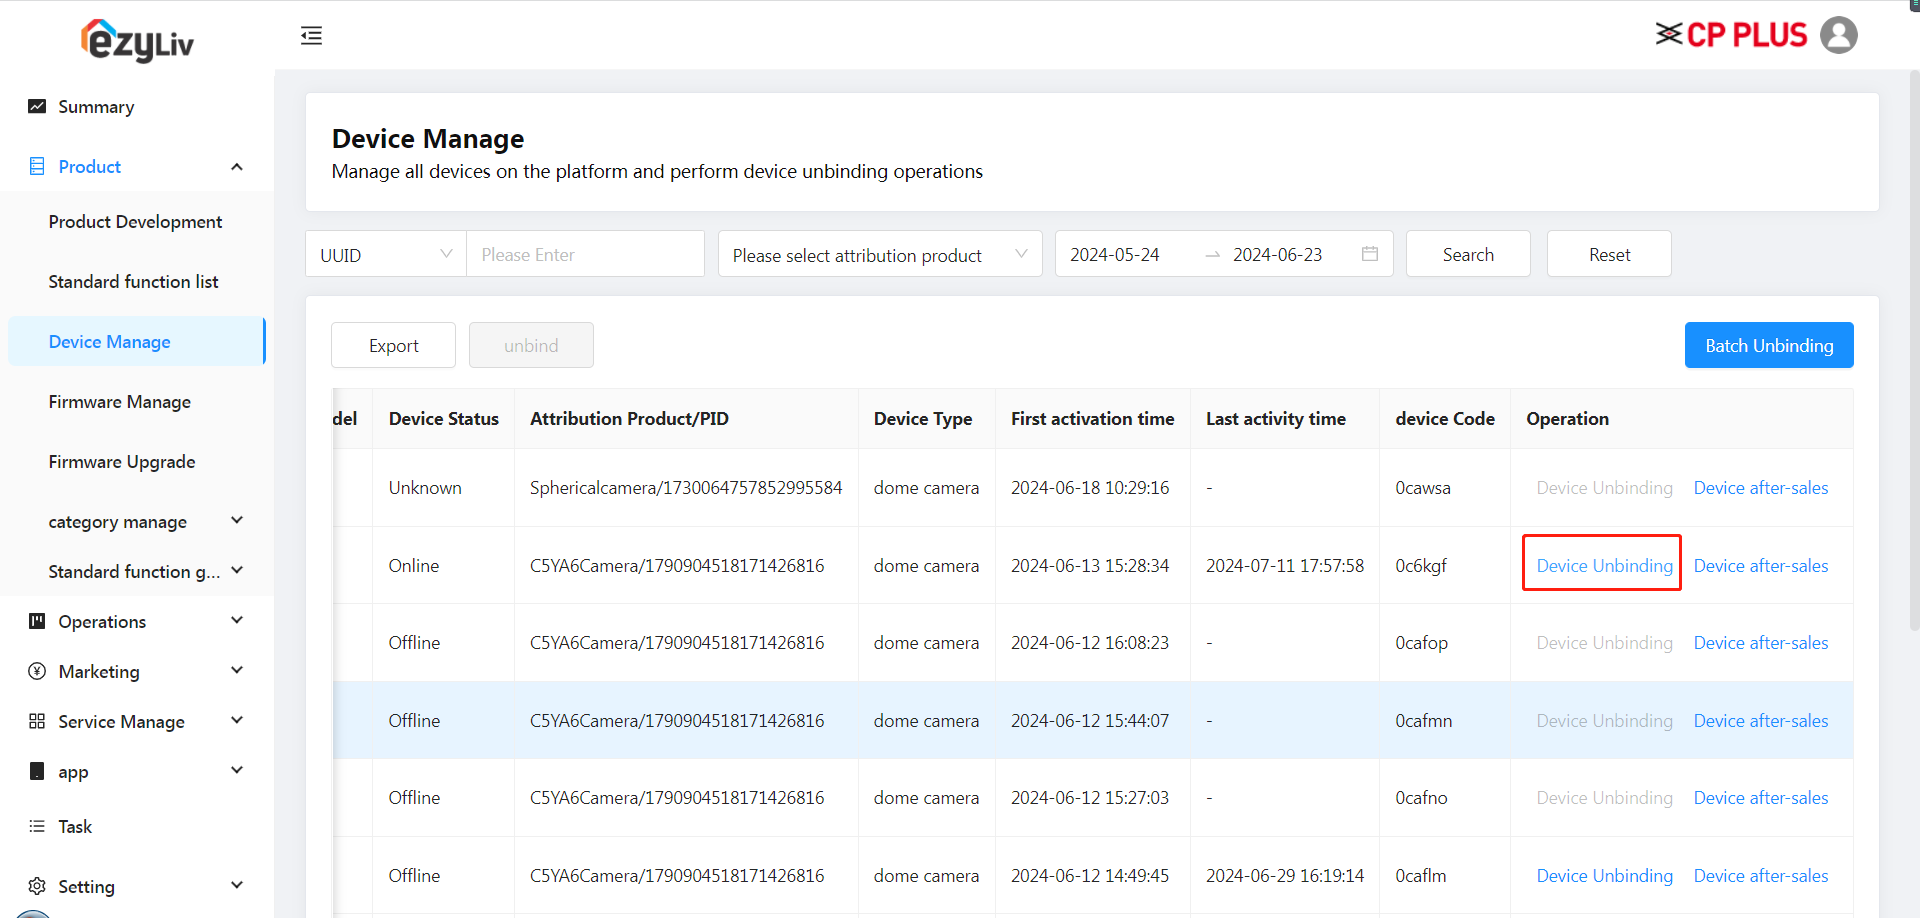 ezyLiv
CP PLUS
Summary
Product
Product Development
Standard function list
Device Manage
Firmware Manage
Firmware Upgrade
category manage
Standard function g...
Operations
Marketing
Service Manage
app
Task
Setting
Device Manage
Manage all devices on the platform and perform device unbinding operations
UUID Please Enter Please select attribution product 2024-05-24 → 2024-06-23 Search Reset
Export unbind Batch Unbinding
del Device Status Attribution Product/PID Device Type First activation time Last activity time device Code Operation
Unknown Sphericalcamera/1730064757852995584 dome camera 2024-06-18 10:29:16 - 0cawsa Device Unbinding Device after-sales
Online C5YA6Camera/1790904518171426816 dome camera 2024-06-13 15:28:34 2024-07-11 17:57:58 0c6kgf Device Unbinding Device after-sales
Offline C5YA6Camera/1790904518171426816 dome camera 2024-06-12 16:08:23 - 0cafop Device Unbinding Device after-sales
Offline C5YA6Camera/1790904518171426816 dome camera 2024-06-12 15:44:07 - 0cafmn Device Unbinding Device after-sales
Offline C5YA6Camera/1790904518171426816 dome camera 2024-06-12 15:27:03 - 0cafno Device Unbinding Device after-sales
Offline C5YA6Camera/1790904518171426816 dome camera 2024-06-12 14:49:45 2024-06-29 16:19:14 0caflm Device Unbinding Device after-sales